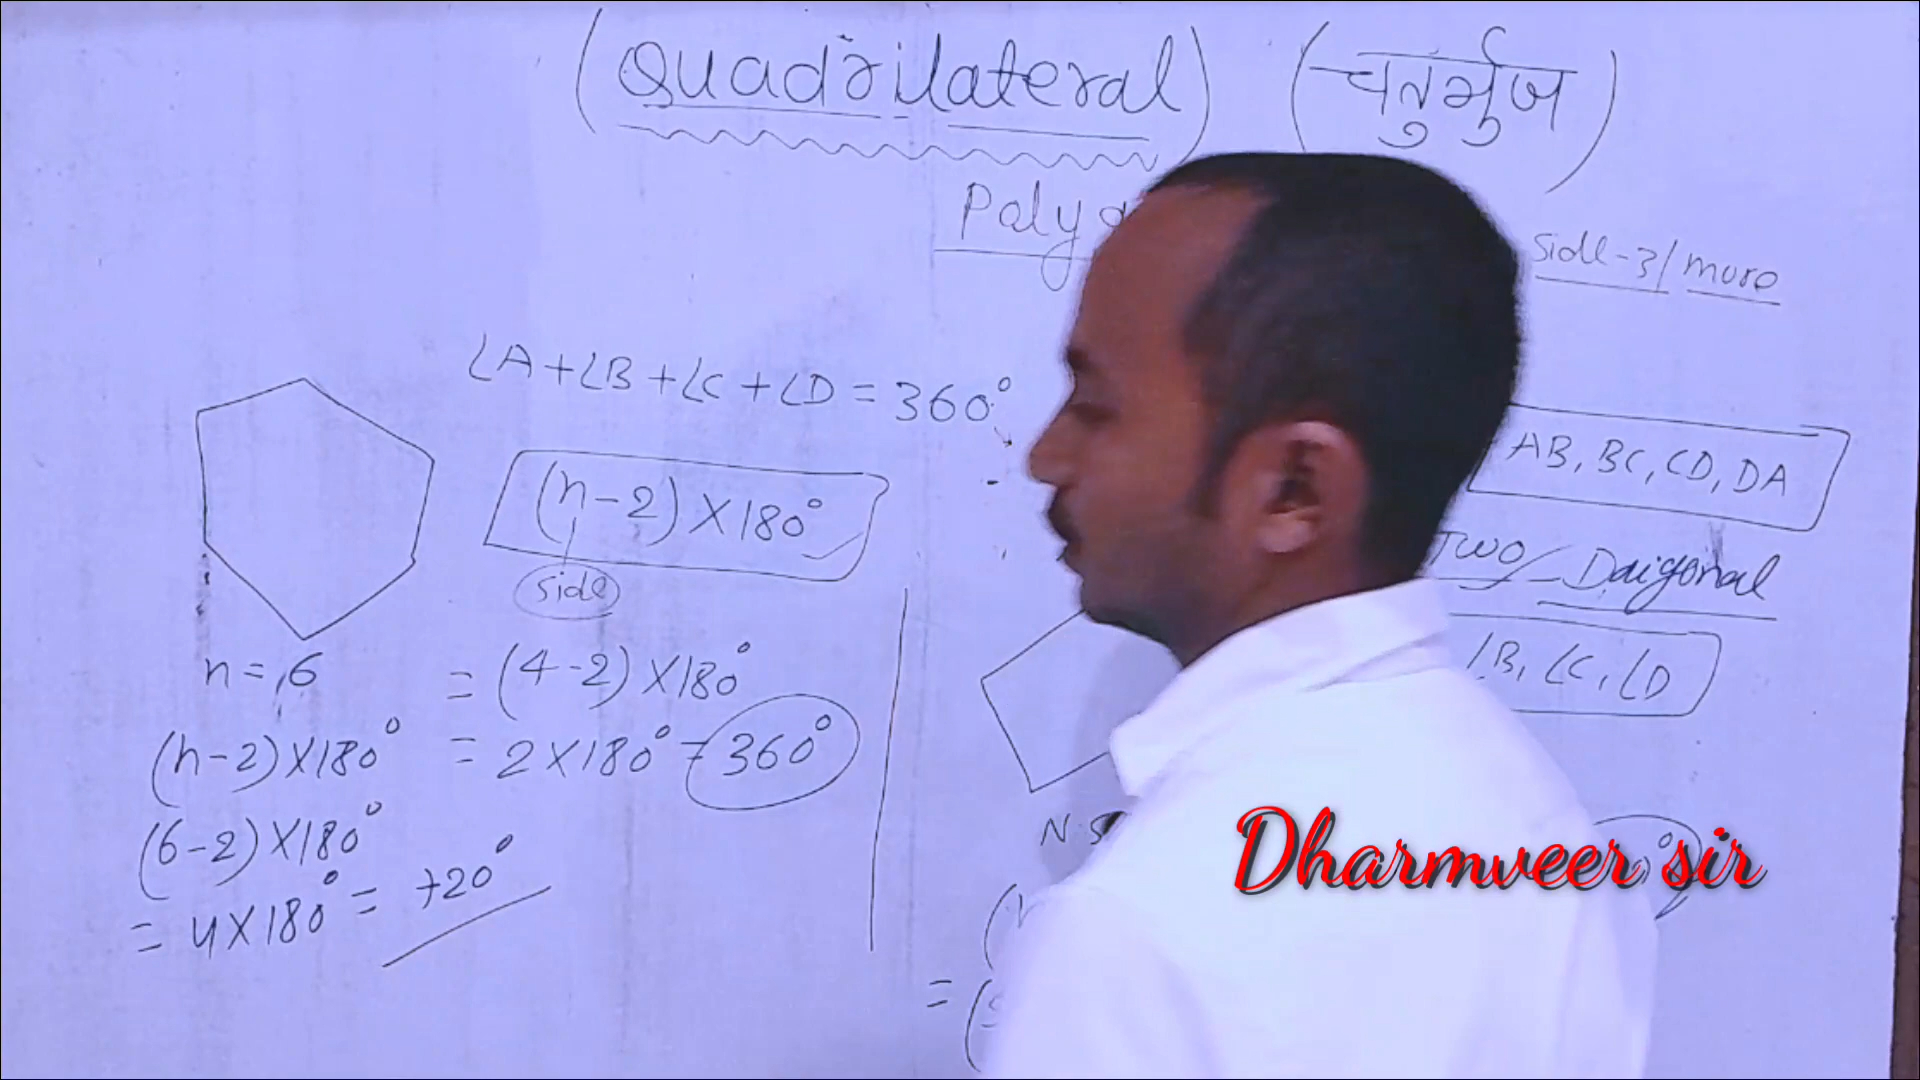 (Quadrilateral) (चतुर्भुज)
Side-3/more
∠A+∠B+∠C+∠D=360°
AB, BC, CD, DA
(n-2)×180°
side
Two Daigonal
∠B, ∠C, ∠D
n=6
=(4-2)×180°
(n-2)×180°
=2×180°=360°
(6-2)×180°
=4×180°=720°
Dharmveer sir